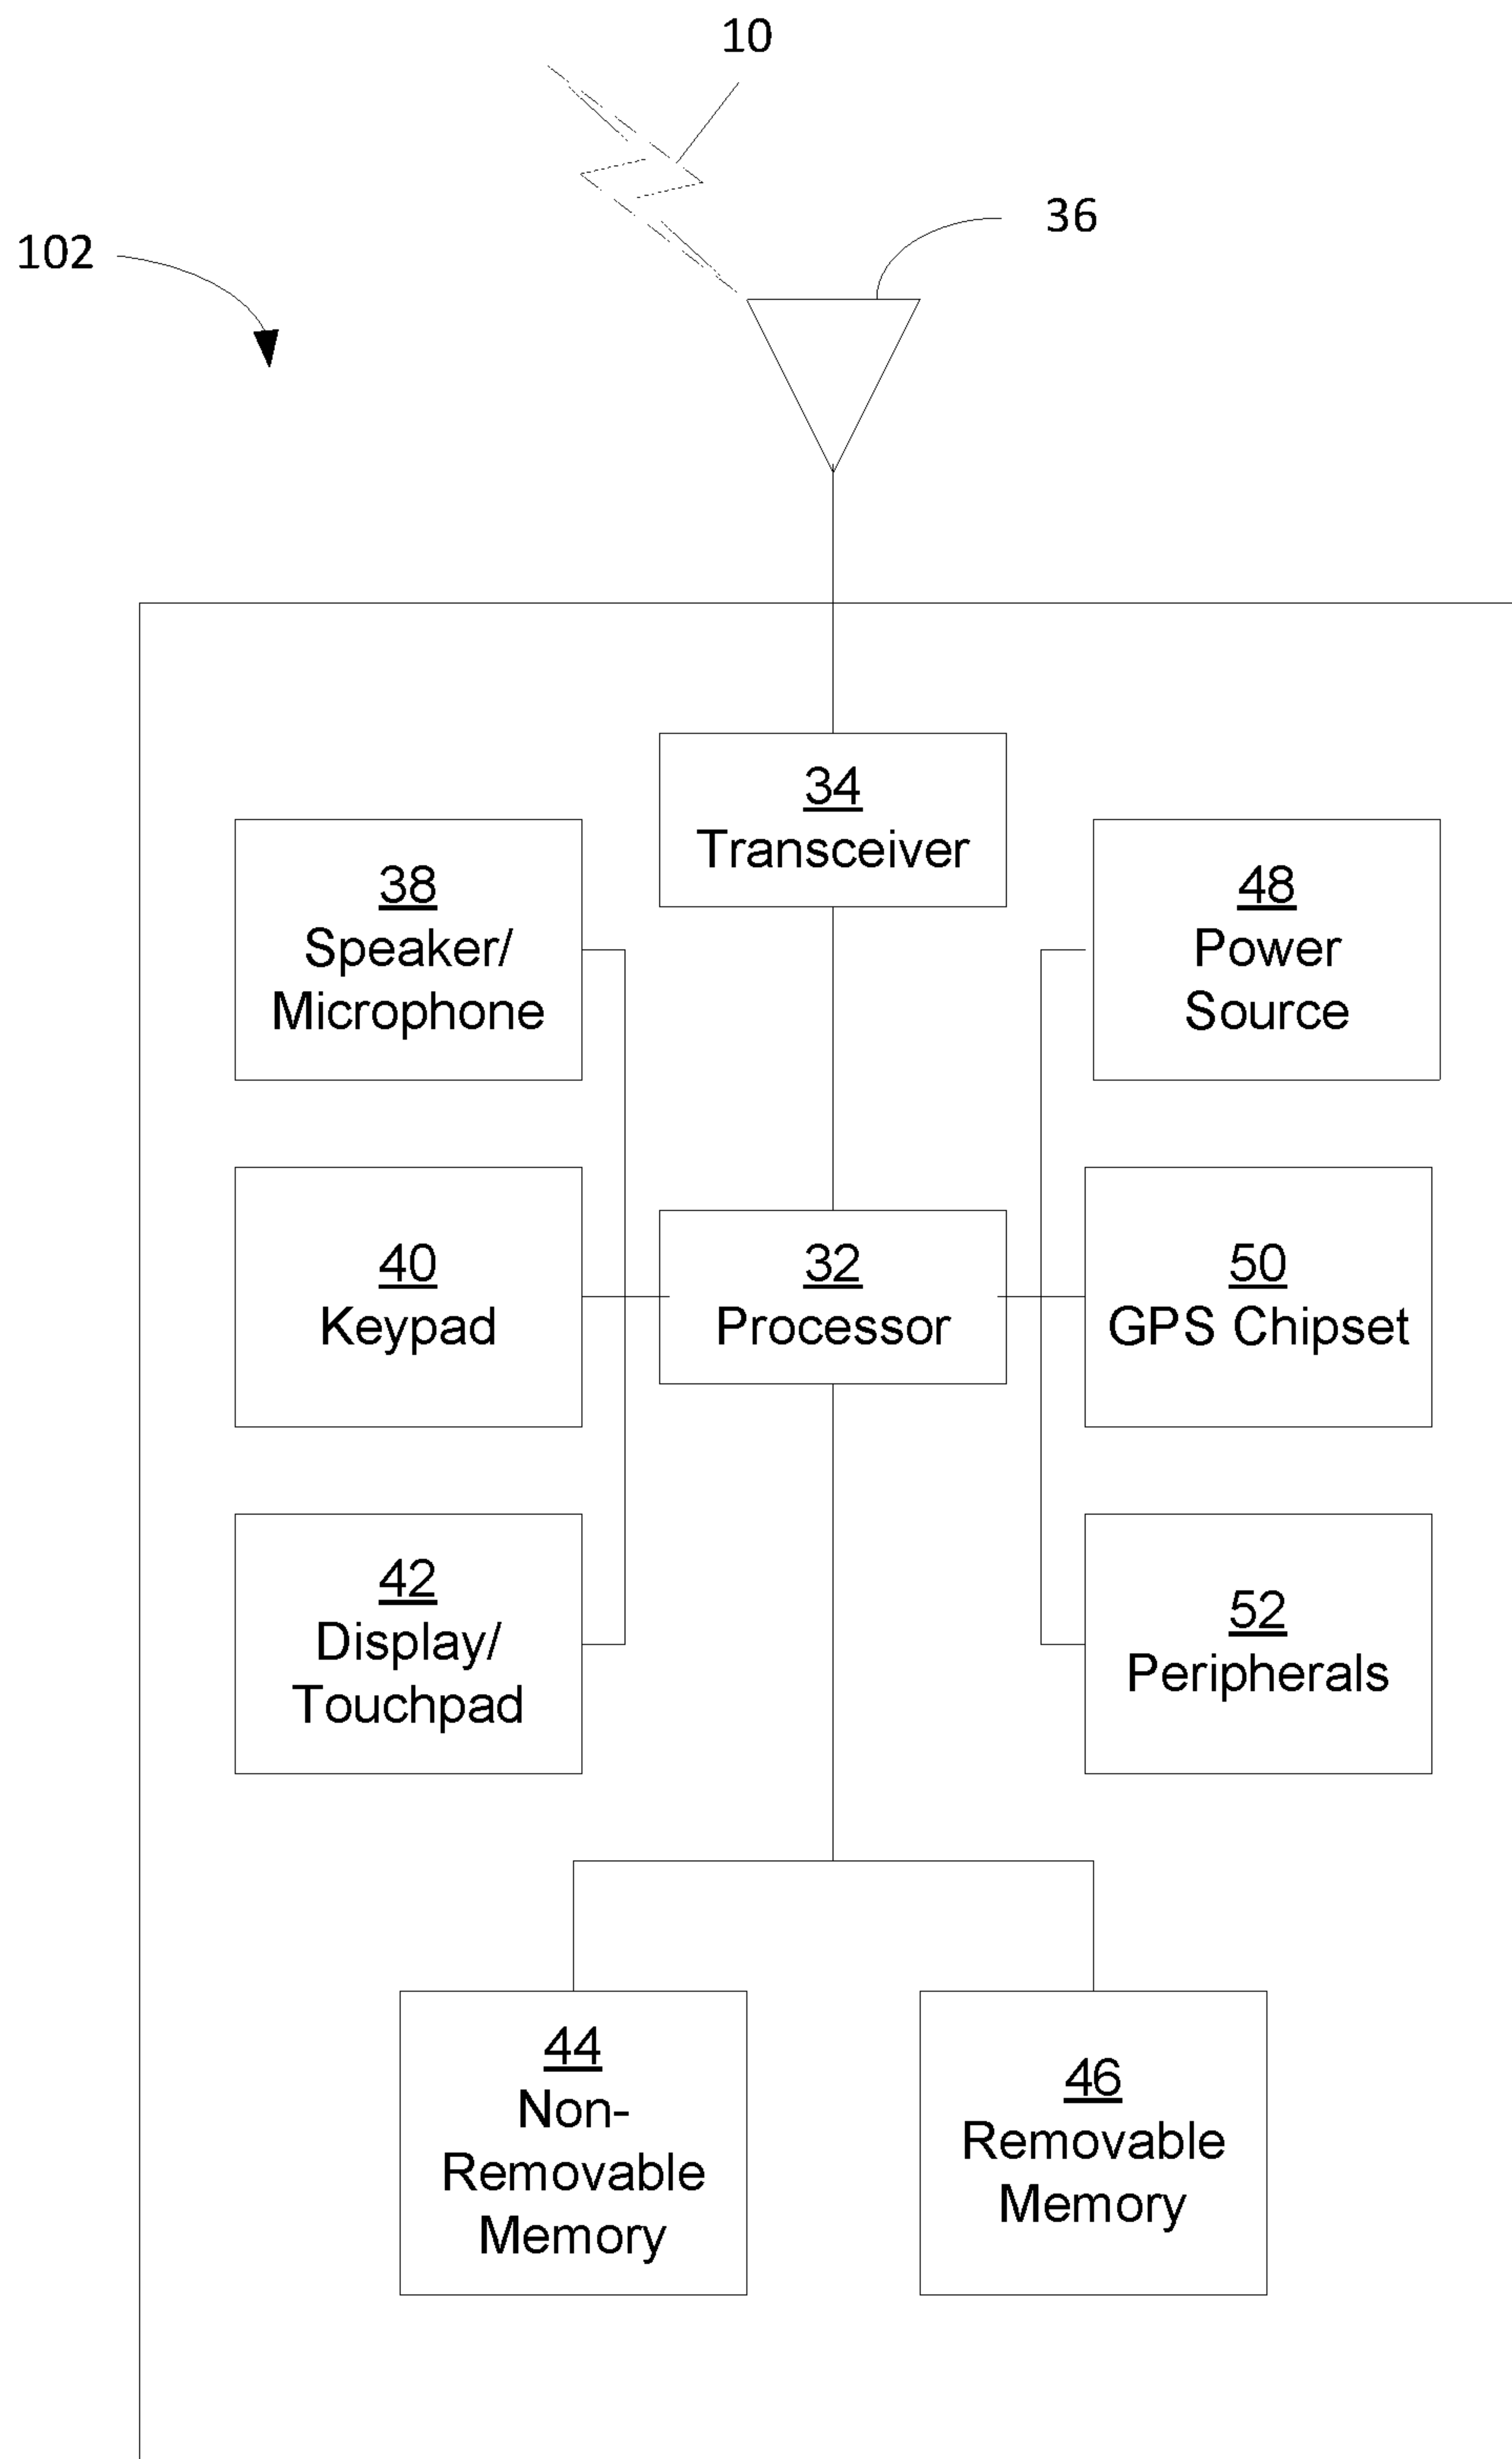 10
36
102
34
Transceiver
38
Speaker/
Microphone
48
Power
Source
40
Keypad
32
Processor
50
GPS Chipset
42
Display/
Touchpad
52
Peripherals
44
Non-
Removable
Memory
46
Removable
Memory